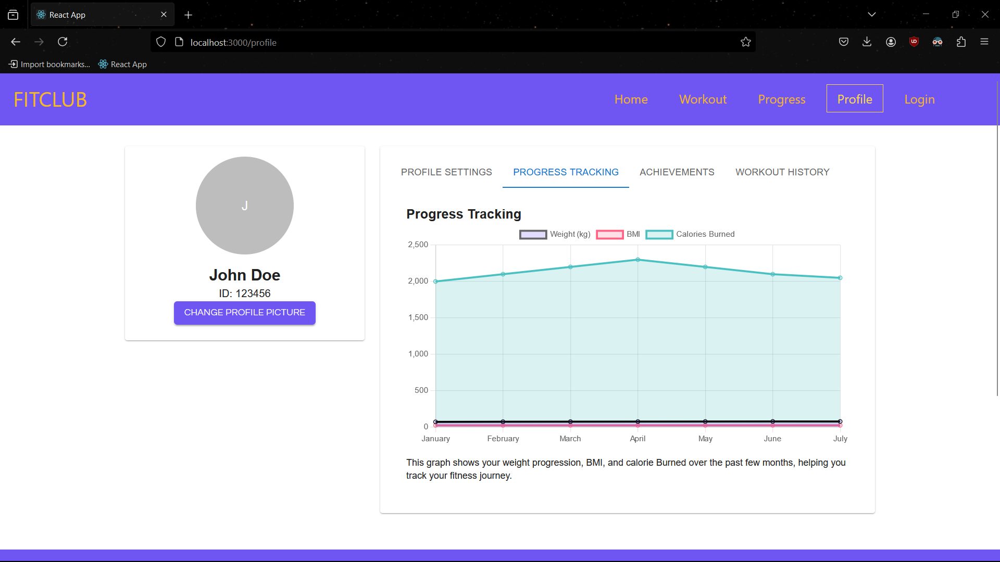 React App
localhost:3000/profile
Import bookmarks...
React App
FITCLUB
Home
Workout
Progress
Profile
Login
J
John Doe
ID: 123456
CHANGE PROFILE PICTURE
PROFILE SETTINGS
PROGRESS TRACKING
ACHIEVEMENTS
WORKOUT HISTORY
Progress Tracking
Weight (kg)
BMI
Calories Burned
2,500
2,000
1,500
1,000
500
0
January
February
March
April
May
June
July
This graph shows your weight progression, BMI, and calorie Burned over the past few months, helping you
track your fitness journey.